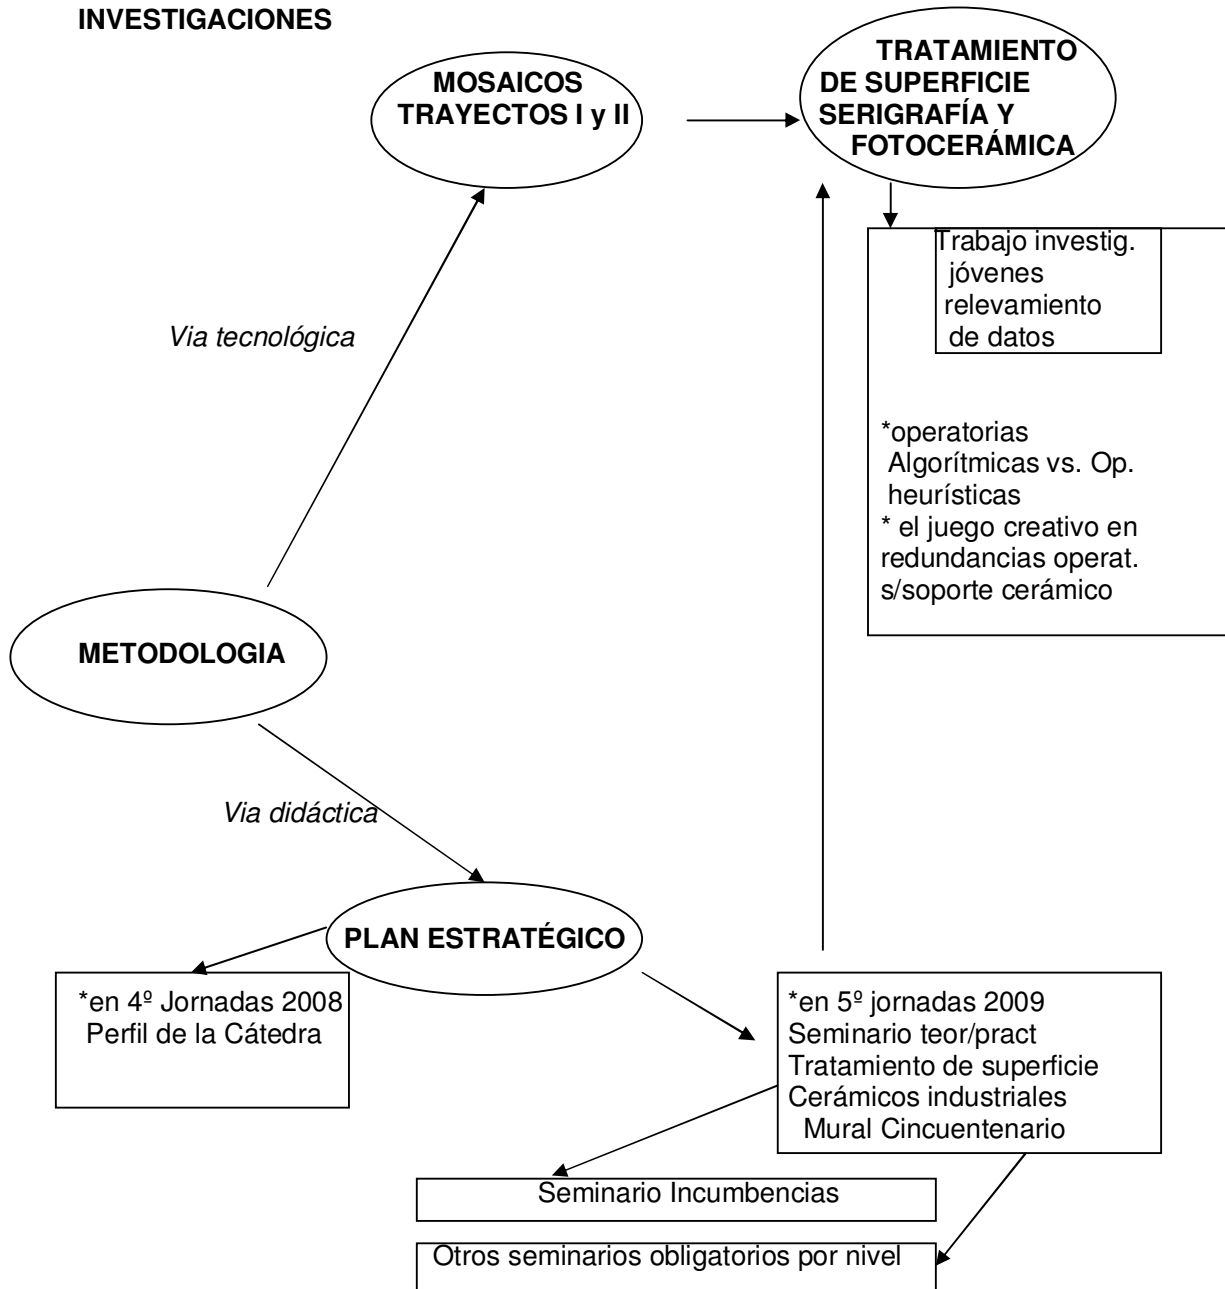 INVESTIGACIONES
MOSAICOS
TRAYECTOS I y II
TRATAMIENTO
DE SUPERFICIE
SERIGRAFÍA Y
FOTOCERÁMICA
Trabajo investig.
jóvenes
relevamiento
de datos
Via tecnológica
*operatorias
Algorítmicas vs. Op.
heurísticas
* el juego creativo en
redundancias operat.
s/soporte cerámico
METODOLOGIA
Via didáctica
PLAN ESTRATÉGICO
*en 4º Jornadas 2008
Perfil de la Cátedra
*en 5º jornadas 2009
Seminario teor/pract
Tratamiento de superficie
Cerámicos industriales
Mural Cincuentenario
Seminario Incumbencias
Otros seminarios obligatorios por nivel